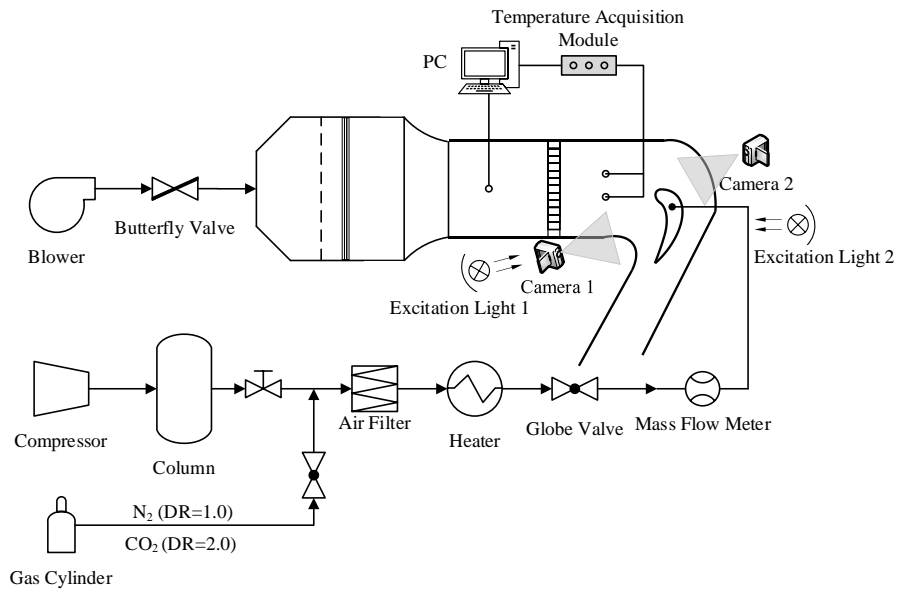 Temperature Acquisition
Module
PC
Camera 2
Butterfly Valve
Blower
Excitation Light 2
Camera 1
Excitation Light 1
Air Filter
Globe Valve
Mass Flow Meter
Compressor
Heater
Column
N₂ (DR=1.0)
CO₂ (DR=2.0)
Gas Cylinder